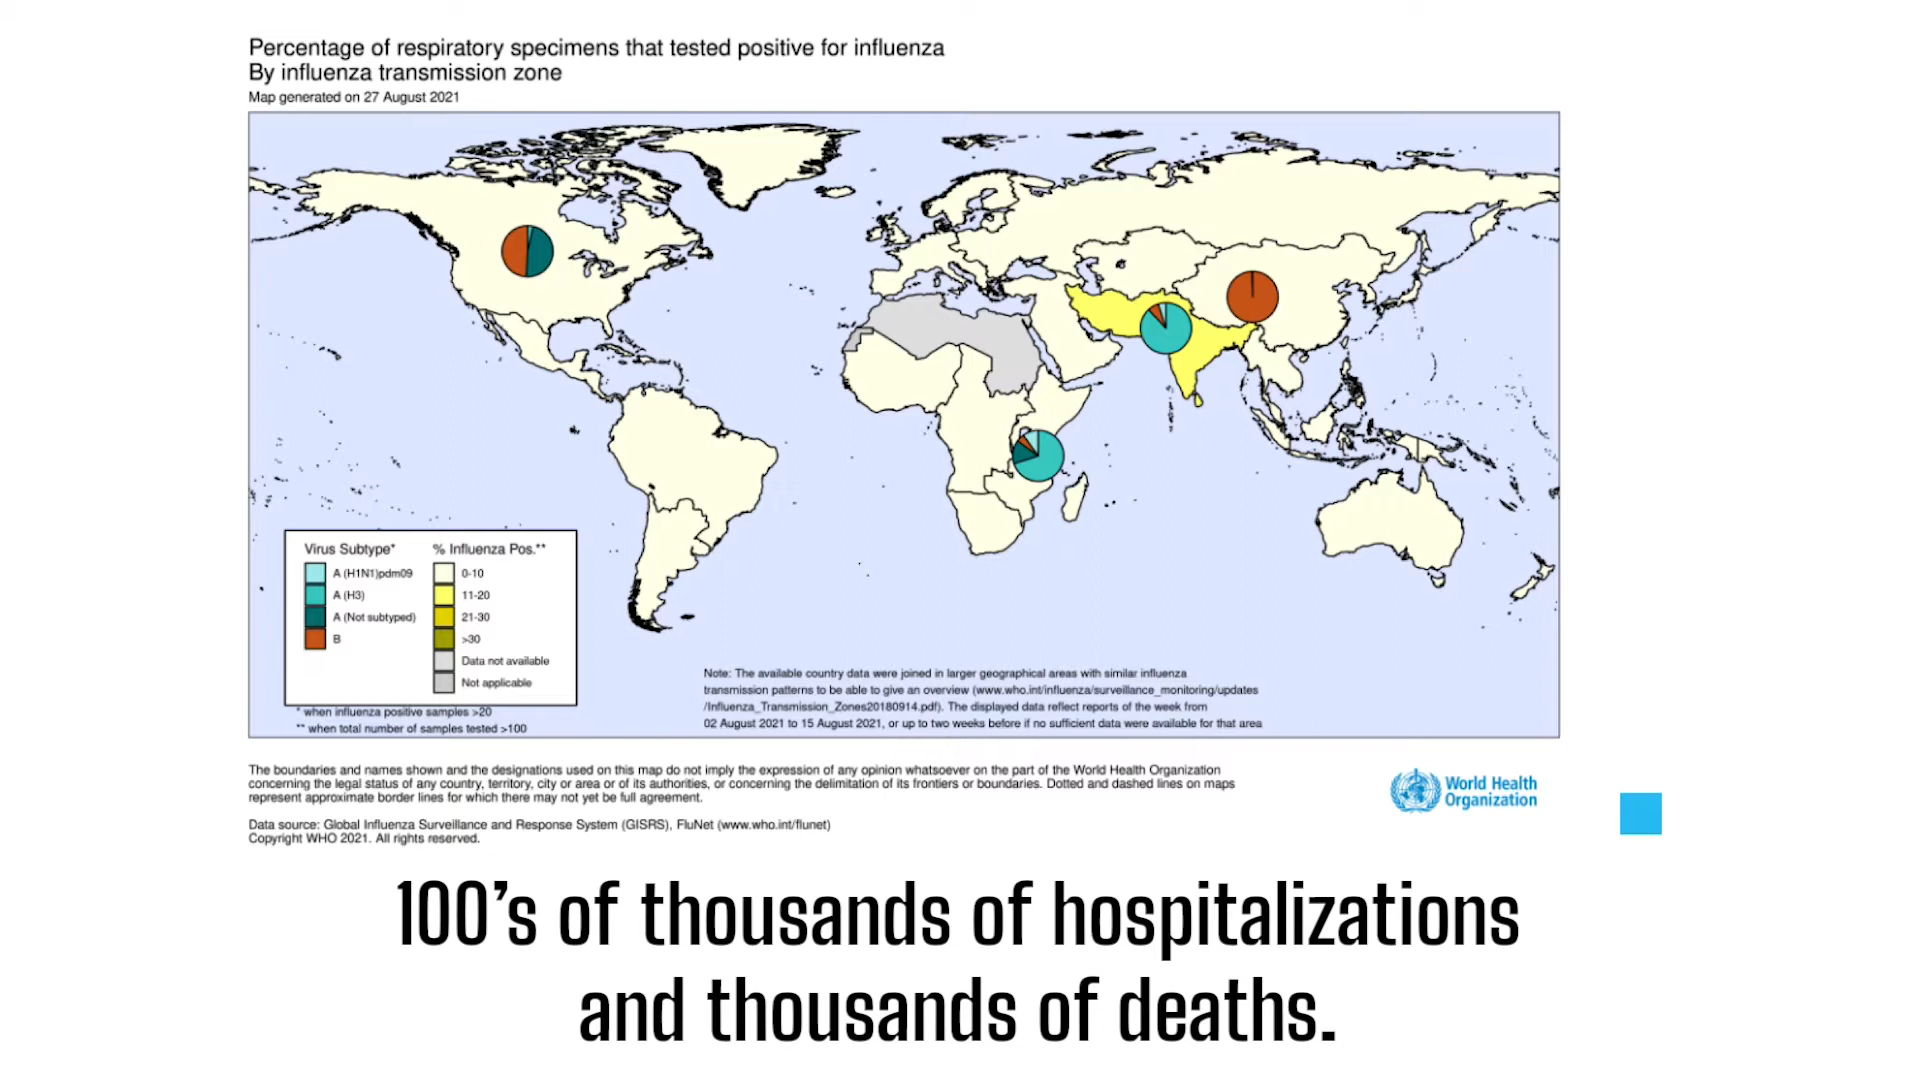 Percentage of respiratory specimens that tested positive for influenza
By influenza transmission zone
Map generated on 27 August 2021
Virus Subtype*
A (H1N1)pdm09
A (H3)
A (Not subtyped)
B
% Influenza Pos.**
0-10
11-20
21-30
>30
Data not available
Not applicable
* when influenza positive samples >20
** when total number of samples tested >100
Note: The available country data were joined in larger geographical areas with similar influenza
transmission patterns to be able to give an overview (www.who.int/influenza/surveillance_monitoring/updates
/Influenza_Transmission_Zones20180914.pdf). The displayed data reflect reports of the week from
02 August 2021 to 15 August 2021, or up to two weeks before if no sufficient data were available for that area
The boundaries and names shown and the designations used on this map do not imply the expression of any opinion whatsoever on the part of the World Health Organization
concerning the legal status of any country, territory, city or area or of its authorities, or concerning the delimitation of its frontiers or boundaries. Dotted and dashed lines on maps
represent approximate border lines for which there may not yet be full agreement.
Data source: Global Influenza Surveillance and Response System (GISRS), FluNet (www.who.int/flunet)
Copyright WHO 2021. All rights reserved.
World Health
Organization
100’s of thousands of hospitalizations
and thousands of deaths.